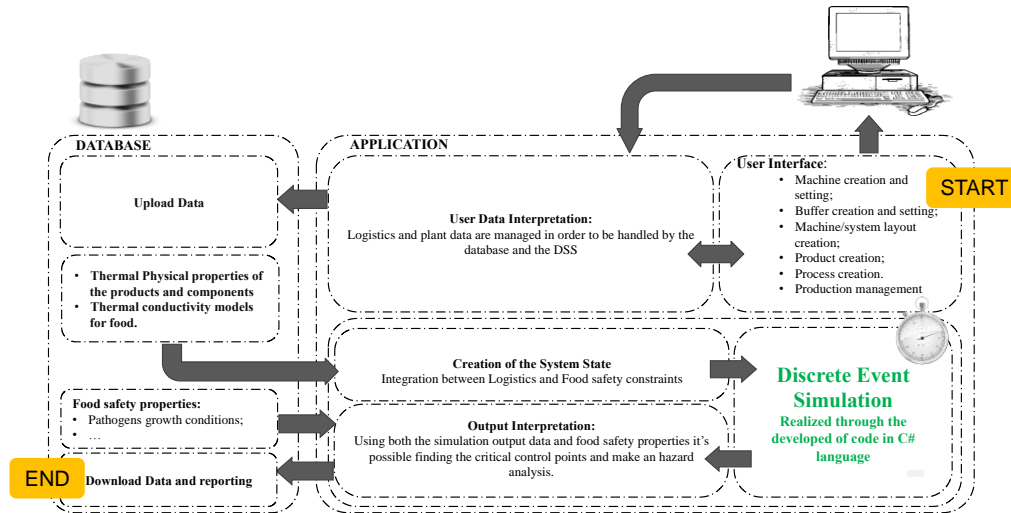 DATABASE
Upload Data
• Thermal Physical properties of
the products and components
• Thermal conductivity models
for food.
Food safety properties:
• Pathogens growth conditions;
• …
END
Download Data and reporting
APPLICATION
User Data Interpretation:
Logistics and plant data are managed in order to be handled by the
database and the DSS
User Interface:
START
• Machine creation and
setting;
• Buffer creation and setting;
• Machine/system layout
creation;
• Product creation;
• Process creation.
• Production management
Creation of the System State
Integration between Logistics and Food safety constraints
Output Interpretation:
Using both the simulation output data and food safety properties it's
possible finding the critical control points and make an hazard
analysis.
Discrete Event
Simulation
Realized through the
developed of code in C#
language